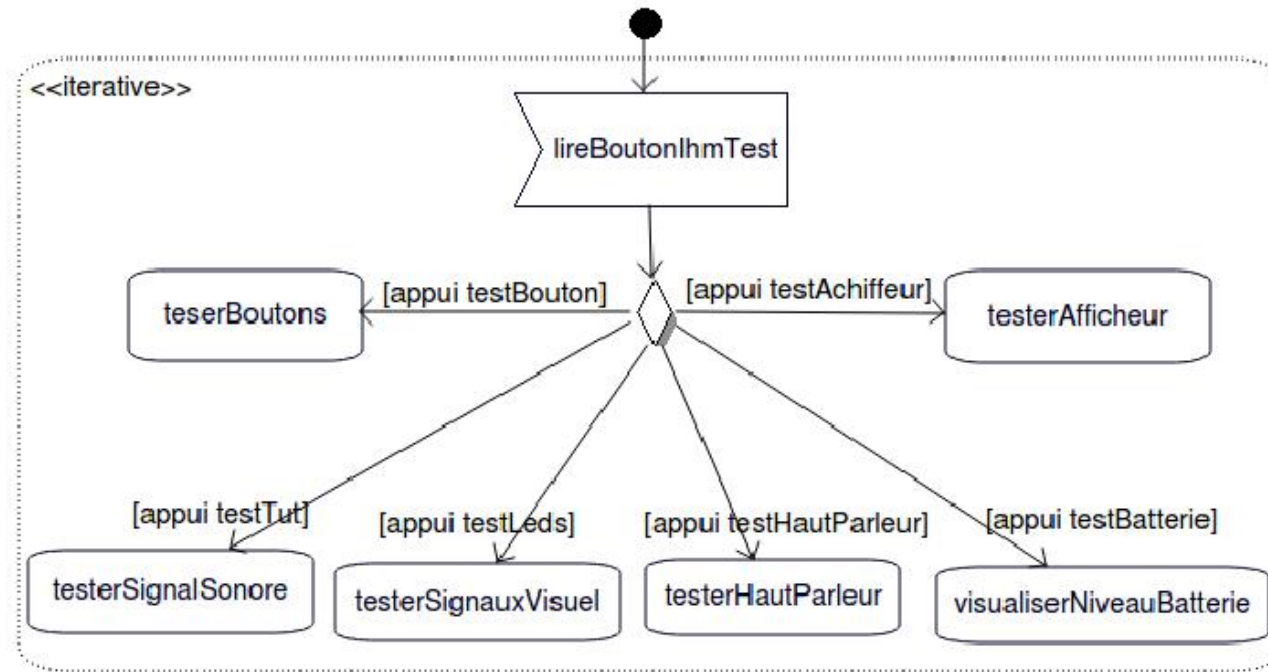 <<iterative>>
lireBoutonIhmTest
[appui testBouton]
[appui testAchiffeur]
teserBoutons
testerAfficheur
[appui testTut]
[appui testLeds]
[appui testHautParleur]
[appui testBatterie]
testerSignalSonore
testerSignauxVisuel
testerHautParleur
visualiserNiveauBatterie